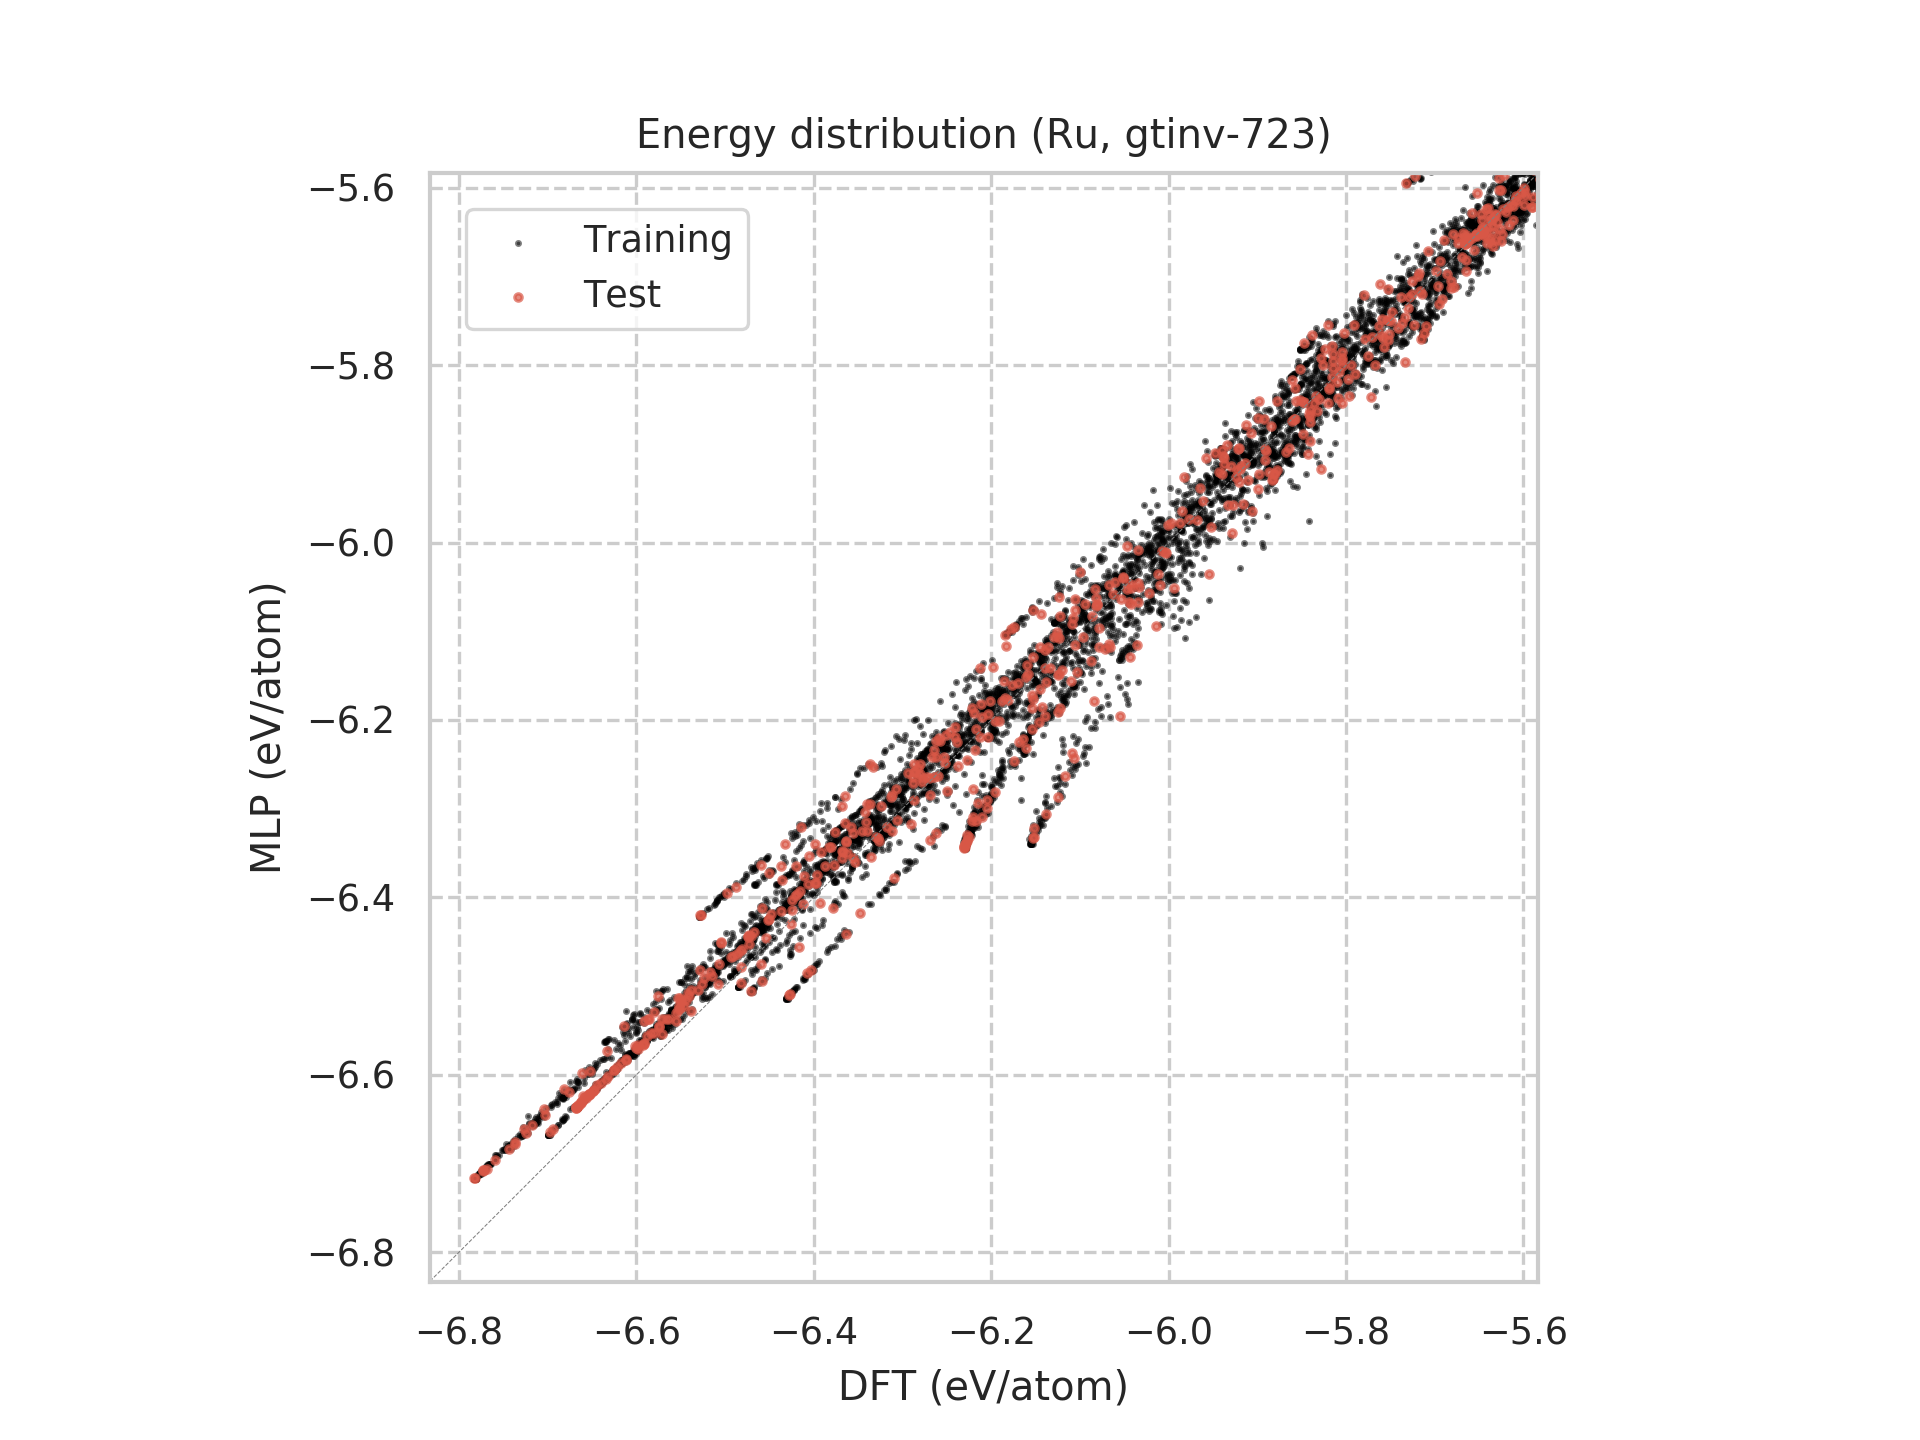 Energy distribution (Ru, gtinv-723)
−5.6
Training
Test
−5.8
−6.0
−6.2
−6.4
−6.6
−6.8
MLP (eV/atom)
−6.8 −6.6 −6.4 −6.2 −6.0 −5.8 −5.6
DFT (eV/atom)